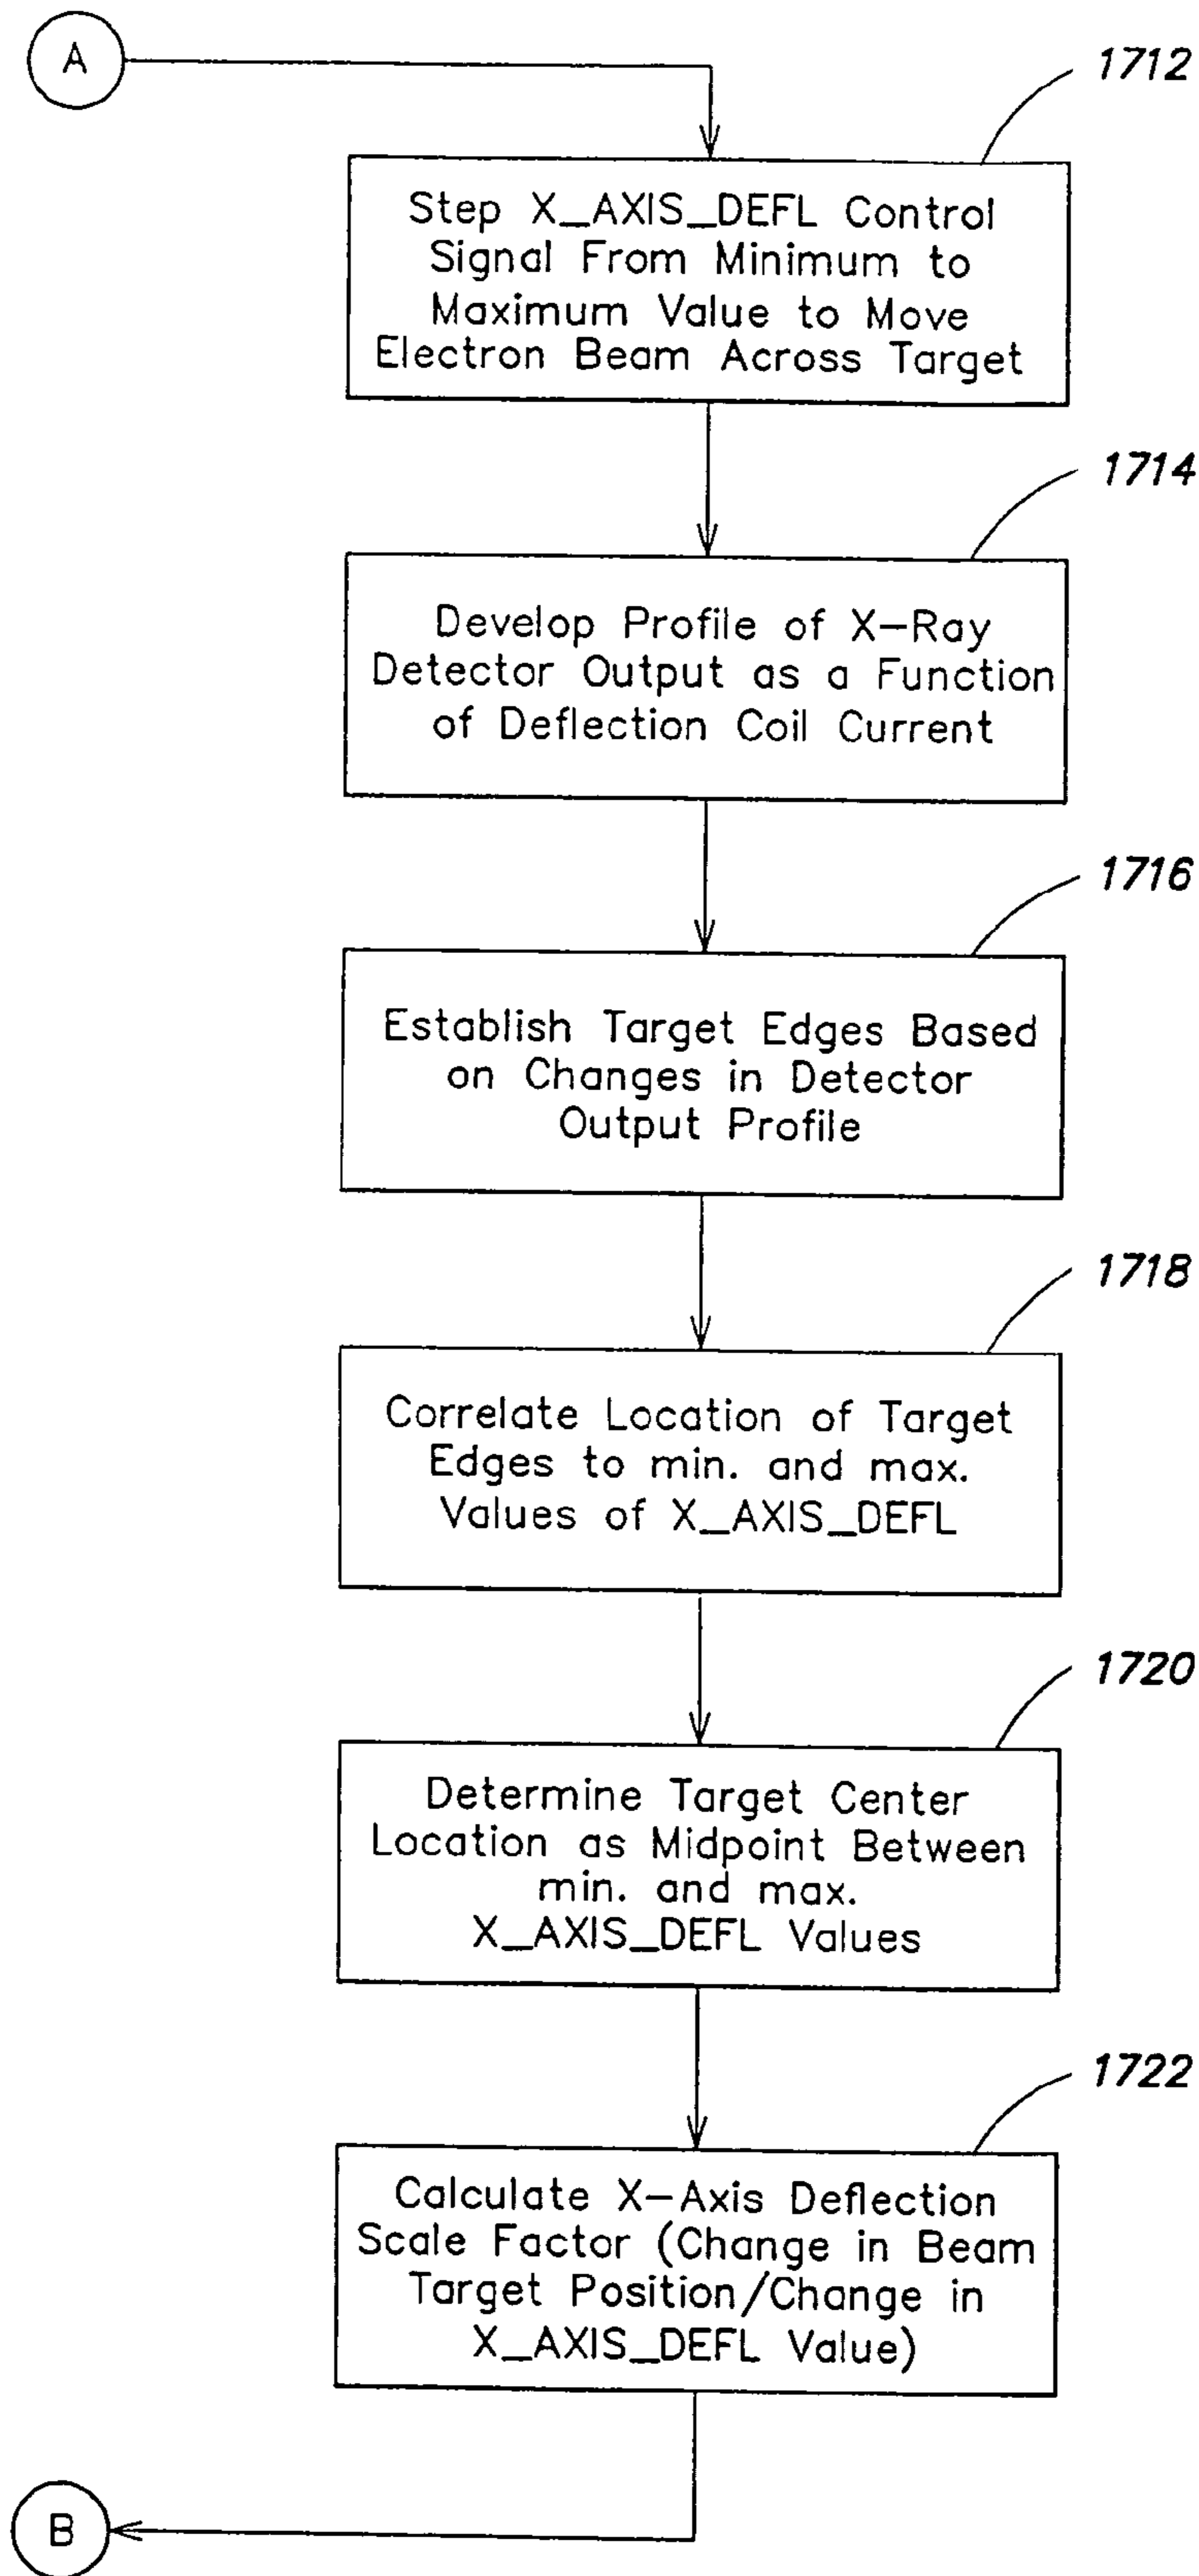 A
1712
Step X_AXIS_DEFL Control
Signal From Minimum to
Maximum Value to Move
Electron Beam Across Target
1714
Develop Profile of X-Ray
Detector Output as a Function
of Deflection Coil Current
1716
Establish Target Edges Based
on Changes in Detector
Output Profile
1718
Correlate Location of Target
Edges to min. and max.
Values of X_AXIS_DEFL
1720
Determine Target Center
Location as Midpoint Between
min. and max.
X_AXIS_DEFL Values
1722
Calculate X-Axis Deflection
Scale Factor (Change in Beam
Target Position/Change in
X_AXIS_DEFL Value)
B